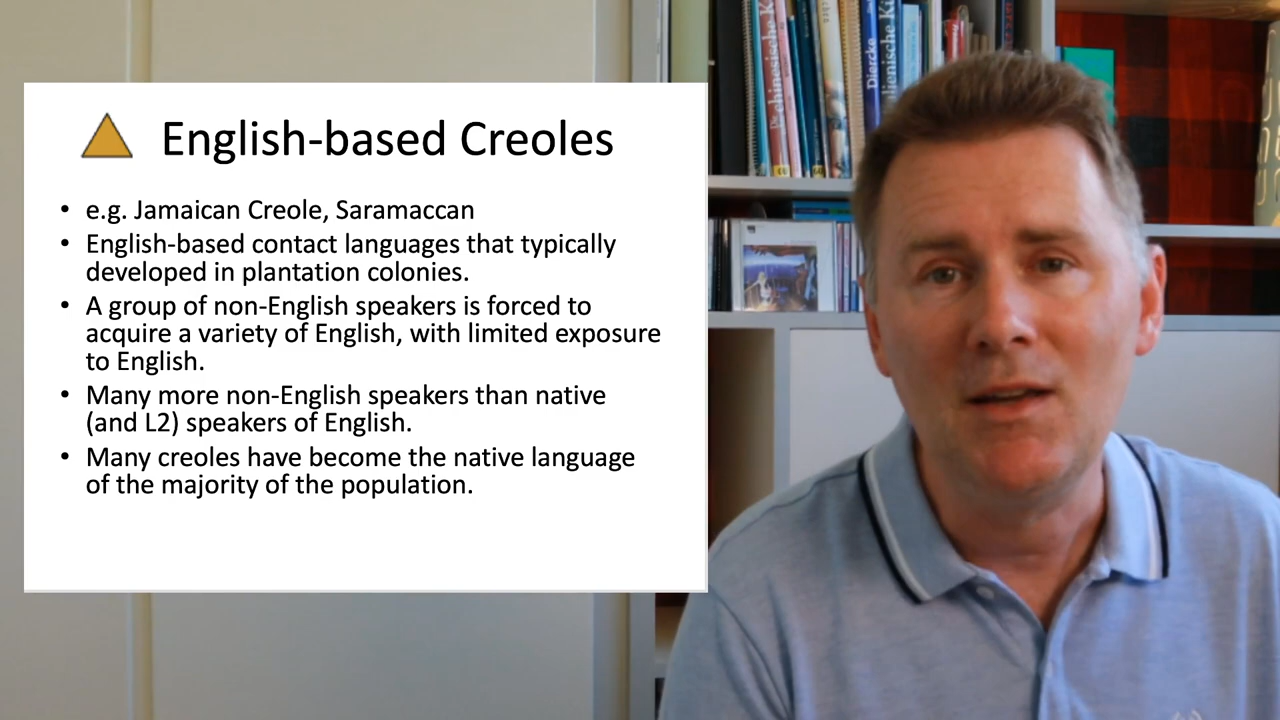 English-based Creoles
• e.g. Jamaican Creole, Saramaccan
• English-based contact languages that typically
developed in plantation colonies.
• A group of non-English speakers is forced to
acquire a variety of English, with limited exposure
to English.
• Many more non-English speakers than native
(and L2) speakers of English.
• Many creoles have become the native language
of the majority of the population.
Die chinesische K
Diercke